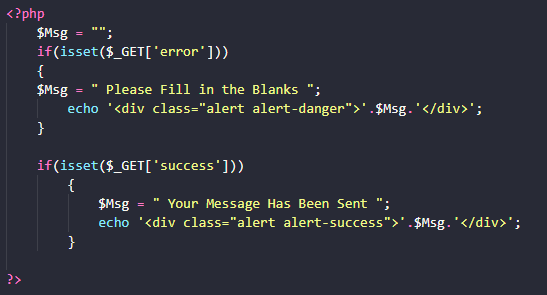 <?php
    $Msg = "";
    if(isset($_GET['error']))
    {
    $Msg = " Please Fill in the Blanks ";
        echo '<div class="alert alert-danger">'.$Msg.'</div>';
    }

    if(isset($_GET['success']))
        {
            $Msg = " Your Message Has Been Sent ";
            echo '<div class="alert alert-success">'.$Msg.'</div>';
        }

?>